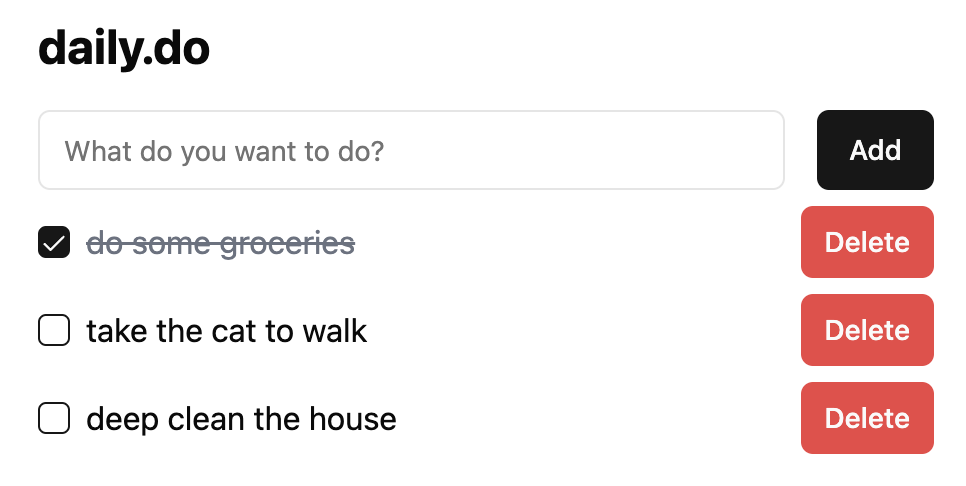 daily.do
What do you want to do?
Add
do some groceries
Delete
take the cat to walk
Delete
deep clean the house
Delete